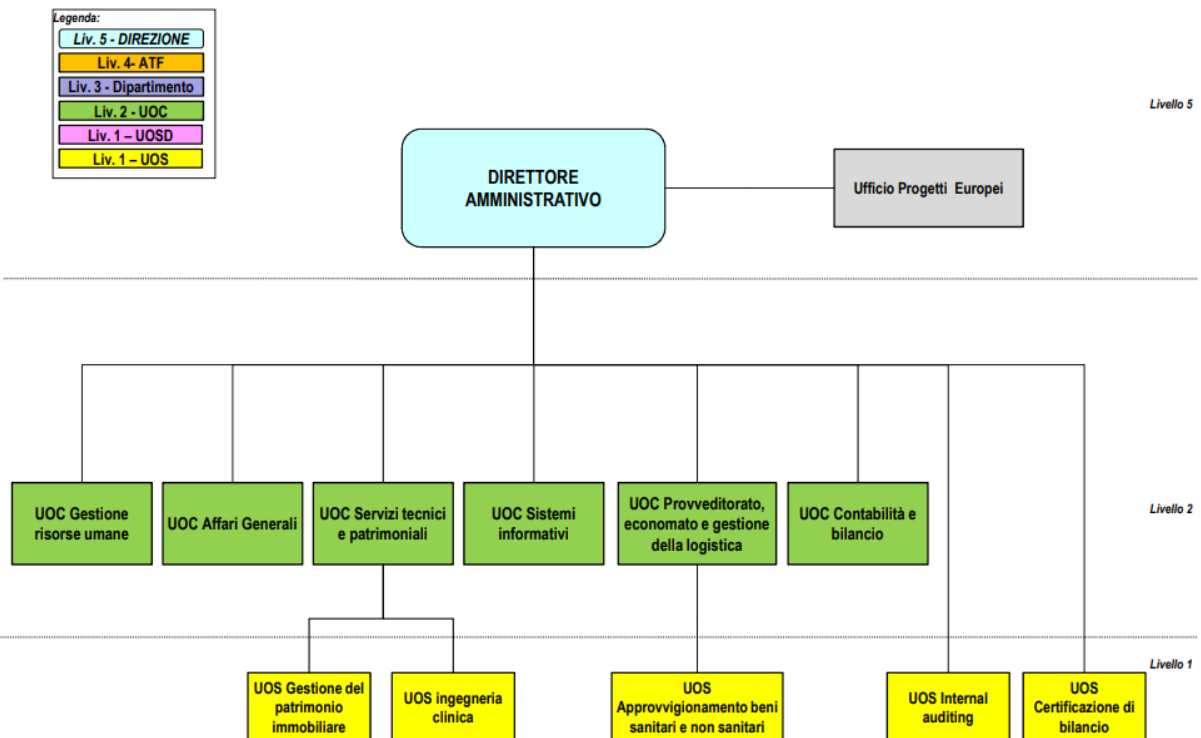 Legenda:
Liv. 5 - DIREZIONE
Liv. 4- ATF
Liv. 3 - Dipartimento
Liv. 2 - UOC
Liv. 1 – UOSD
Liv. 1 – UOS
Livello 5
DIRETTORE
AMMINISTRATIVO
Ufficio Progetti Europei
UOC Gestione
risorse umane
UOC Affari Generali
UOC Servizi tecnici
e patrimoniali
UOC Sistemi
informativi
UOC Provveditorato,
economato e gestione
della logistica
UOC Contabilità e
bilancio
Livello 2
Livello 1
UOS Gestione del
patrimonio
immobiliare
UOS ingegneria
clinica
UOS
Approvvigionamento beni
sanitari e non sanitari
UOS Internal
auditing
UOS
Certificazione di
bilancio